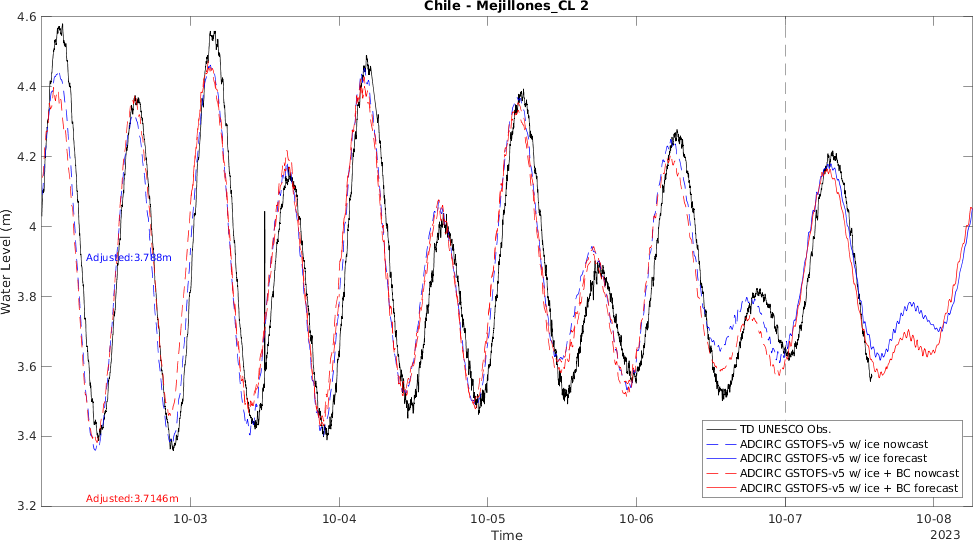 Chile - Mejillones_CL 2
4.6
4.4
4.2
4
3.8
3.6
3.4
3.2
Water Level (m)
Adjusted:3.788m
Adjusted:3.7146m
TD UNESCO Obs.
ADCIRC GSTOFS-v5 w/ ice nowcast
ADCIRC GSTOFS-v5 w/ ice forecast
ADCIRC GSTOFS-v5 w/ ice + BC nowcast
ADCIRC GSTOFS-v5 w/ ice + BC forecast
10-03 10-04 10-05 10-06 10-07 10-08
Time
2023